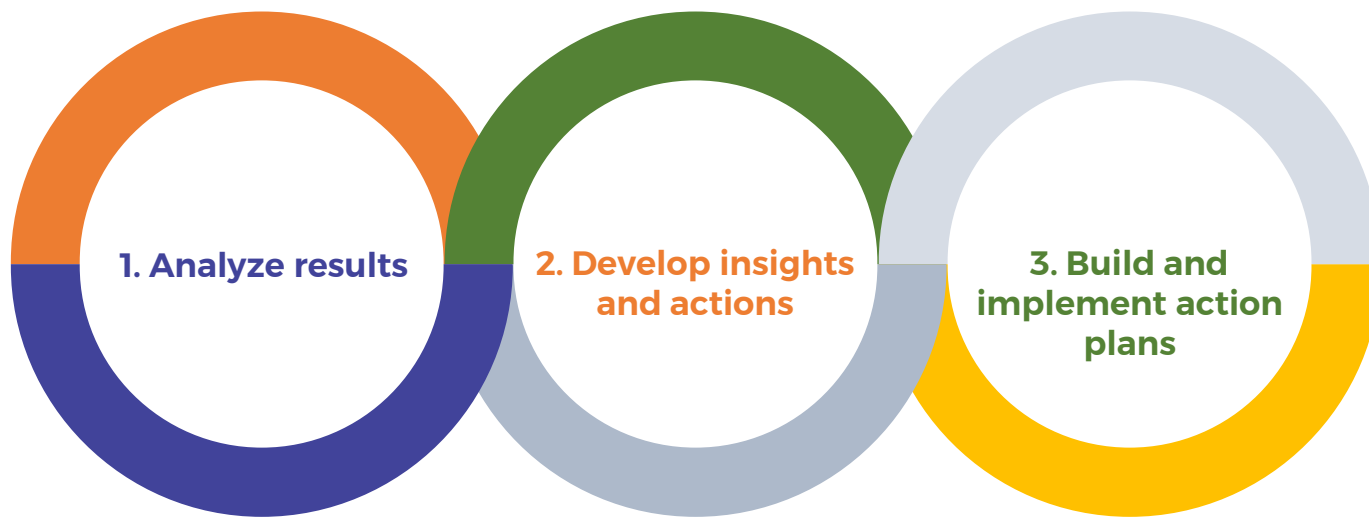 1. Analyze results
2. Develop insights
and actions
3. Build and
implement action
plans